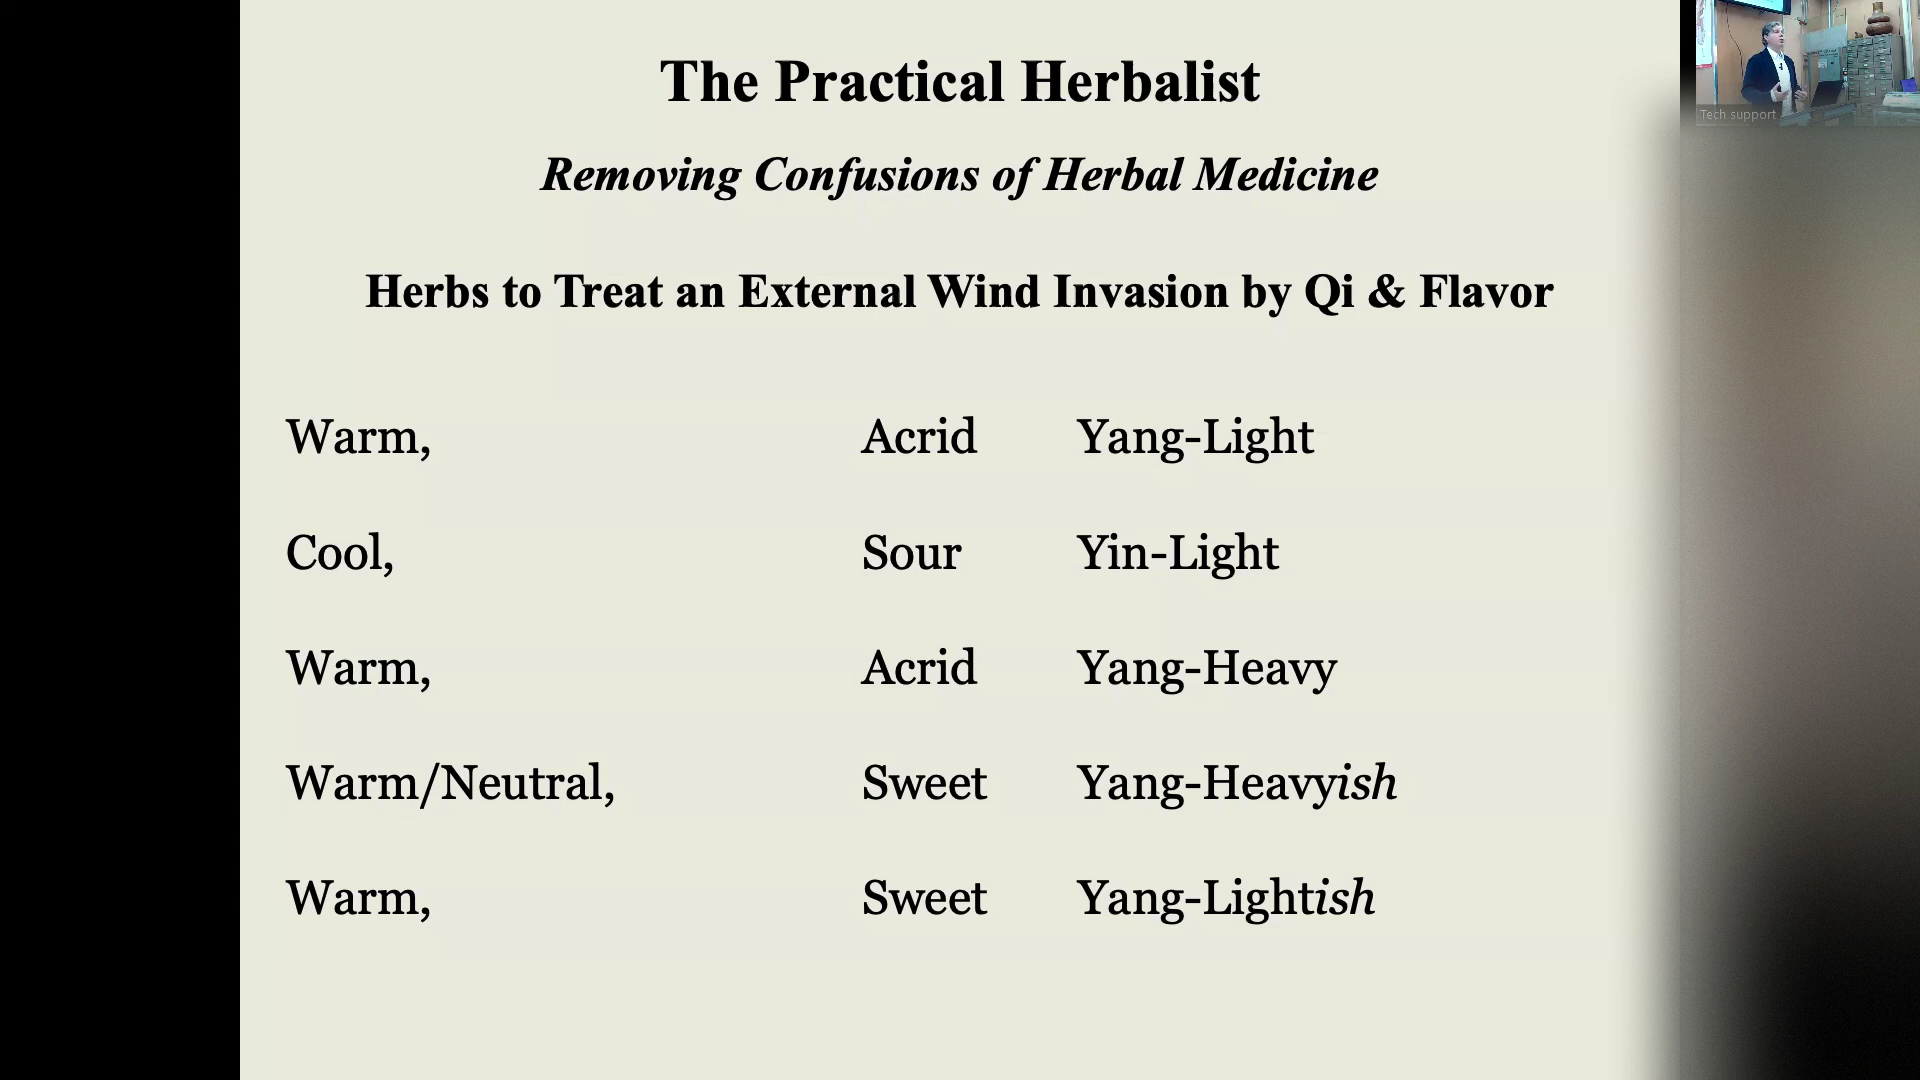 The Practical Herbalist
Removing Confusions of Herbal Medicine
Herbs to Treat an External Wind Invasion by Qi & Flavor
Warm, Acrid Yang-Light
Cool, Sour Yin-Light
Warm, Acrid Yang-Heavy
Warm/Neutral, Sweet Yang-Heavyish
Warm, Sweet Yang-Lightish
Tech support